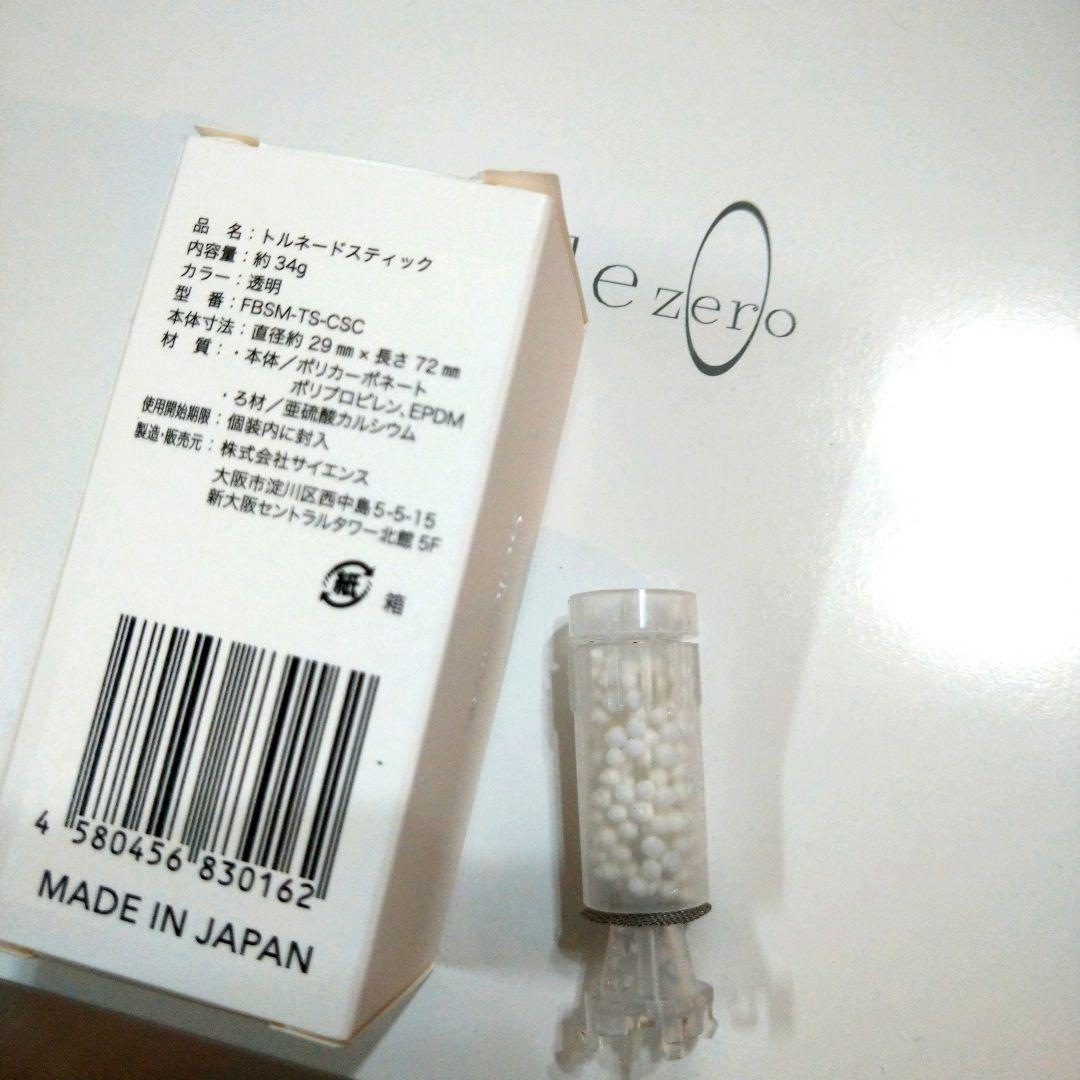 品 名：トルネードスティック
内容量：約 34g
カラー：透明
型 番：FBSM-TS-CSC
本体寸法：直径約 29 ㎜ × 長さ 72 ㎜
材 質：・本体／ポリカーボネート
ポリプロピレン、EPDM
・ろ材／亜硫酸カルシウム
使用開始期限：個装内に封入
製造・販売元：株式会社サイエンス
大阪市淀川区西中島5-5-15
新大阪セントラルタワー北館 5F
紙 箱
4 580456 830162
MADE IN JAPAN
e zero